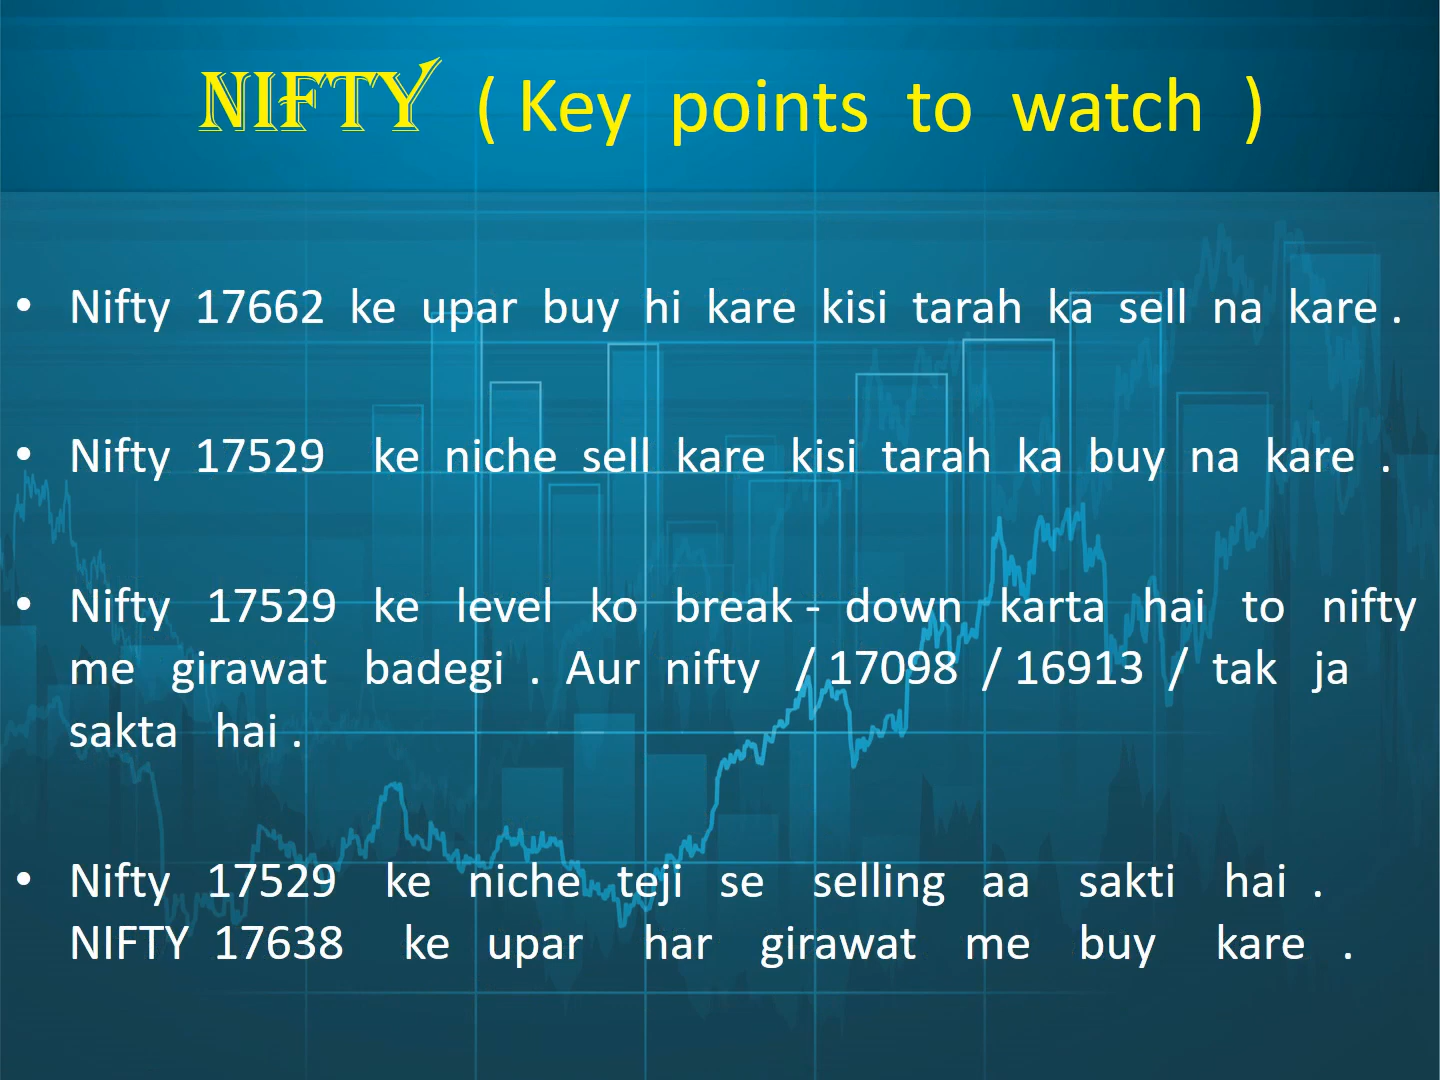 NIFTY ( Key points to watch )
• Nifty 17662 ke upar buy hi kare kisi tarah ka sell na kare .
• Nifty 17529 ke niche sell kare kisi tarah ka buy na kare .
• Nifty 17529 ke level ko break - down karta hai to nifty
me girawat badegi . Aur nifty / 17098 / 16913 / tak ja
sakta hai .
• Nifty 17529 ke niche teji se selling aa sakti hai .
NIFTY 17638 ke upar har girawat me buy kare .